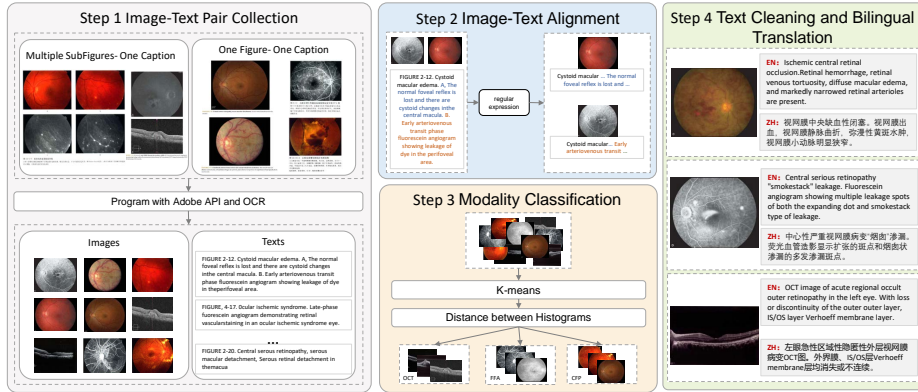 Step 1 Image-Text Pair Collection
Multiple SubFigures- One Caption
One Figure- One Caption
Program with Adobe API and OCR
Images
Texts
FIGURE 2-12. Cystoid macular edema. A, The
normal foveal reflex is lost and there are
cystoid changes inthe central macula. B. Early
arteriovenous transit
phase fluorescein angiogram showing leakage of dye
in theperifoveal area.
FIGURE, 4-17. Ocular ischemic syndrome. Late-phase
fluorescein angiogram demonstrating retinal
vascularstaining in an ocular ischemic syndrome eye.
...
FIGURE 2-20. Central serous retinopathy, serous
macular detachment, Serous retinal detachment in
themacua
Step 2 Image-Text Alignment
FIGURE 2-12. Cystoid
macular edema. A, The
normal foveal reflex is
lost and there are
cystoid changes inthe
central macula. B.
Early arteriovenous
transit phase
fluorescein angiogram
showing leakage of
dye in the perifoveal
area.
regular
expression
Cystoid macular ... The normal
foveal reflex is lost and ...
Cystoid macular... Early
arteriovenous transit ...
Step 3 Modality Classification
K-means
Distance between Histograms
OCT
FFA
CFP
Step 4 Text Cleaning and Bilingual
Translation
EN: Ischemic central retinal
occlusion.Retinal hemorrhage, retinal
venous tortuosity, diffuse macular edema,
and markedly narrowed retinal arterioles
are present.
ZH: 视网膜中央缺血性闭塞。视网膜出
血、视网膜静脉曲折、弥漫性黄斑水肿、
视网膜小动脉明显狭窄。
EN: Central serous retinopathy
"smokestack" leakage. Fluorescein
angiogram showing multiple leakage spots
of both the expanding dot and smokestack
type of leakage.
ZH: 中心性严重视网膜病变"烟囱"渗漏。
荧光血管造影显示扩张的斑点和烟囱状
渗漏的多发渗漏斑点。
EN: OCT image of acute regional occult
outer retinopathy in the left eye. With loss
or discontinuity of the outer outer layer,
IS/OS layer Verhoeff membrane layer.
ZH: 左眼急性区域性隐匿性外层视网膜
病变OCT图。外界膜、IS/OS层Verhoeff
membrane层均消失或不连续。